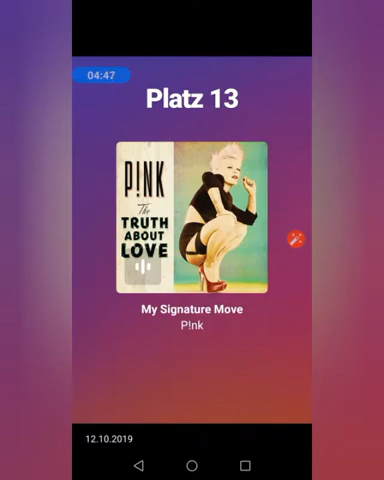 04:47
Platz 13
P!NK
The
TRUTH
ABOUT
LOVE
My Signature Move
P!nk
12.10.2019